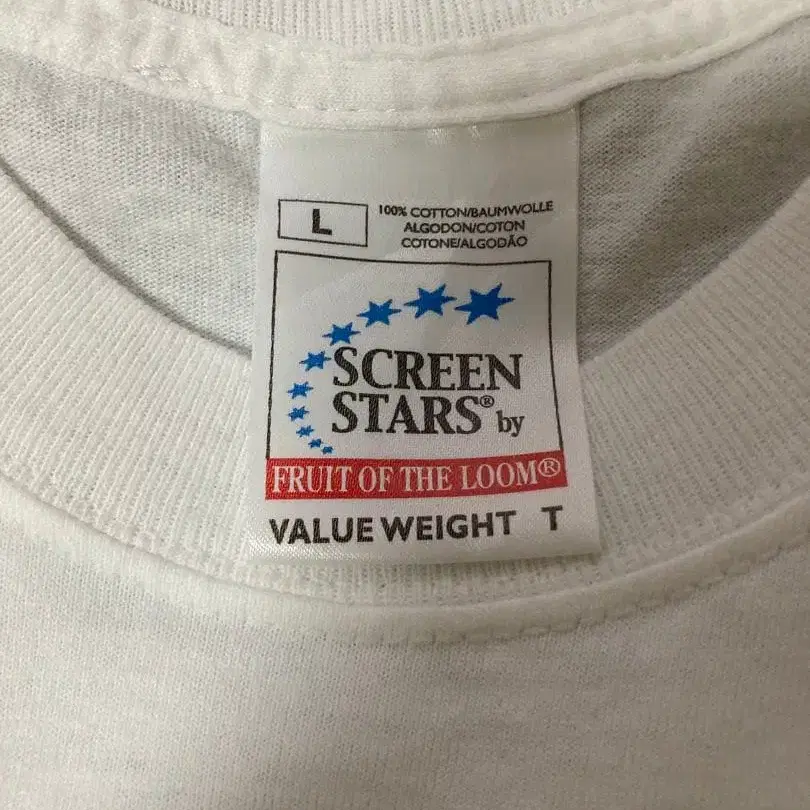 L
100% COTTON/BAUMWOLLE
ALGODON/COTON
COTONE/ALGODÃO
SCREEN
STARS® by
FRUIT OF THE LOOM®
VALUE WEIGHT T